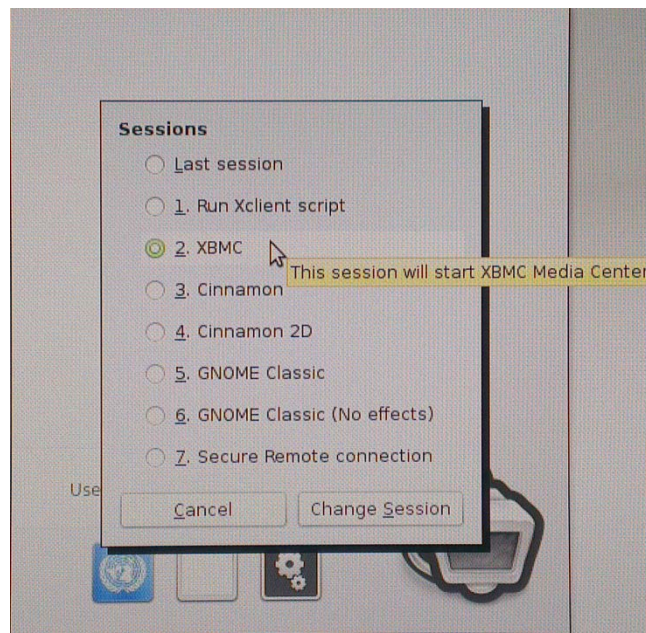 Sessions
Last session
1. Run Xclient script
2. XBMC
This session will start XBMC Media Center
3. Cinnamon
4. Cinnamon 2D
5. GNOME Classic
6. GNOME Classic (No effects)
7. Secure Remote connection
Use
Cancel
Change Session